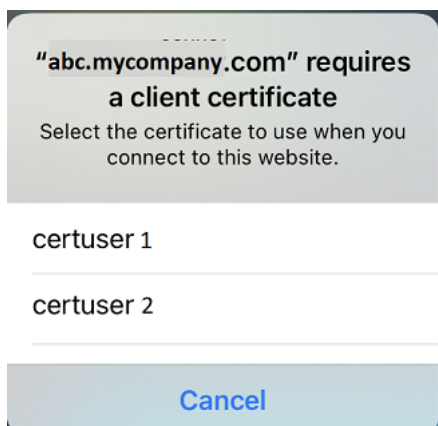 “abc.mycompany.com” requires
a client certificate
Select the certificate to use when you
connect to this website.
certuser 1
certuser 2
Cancel